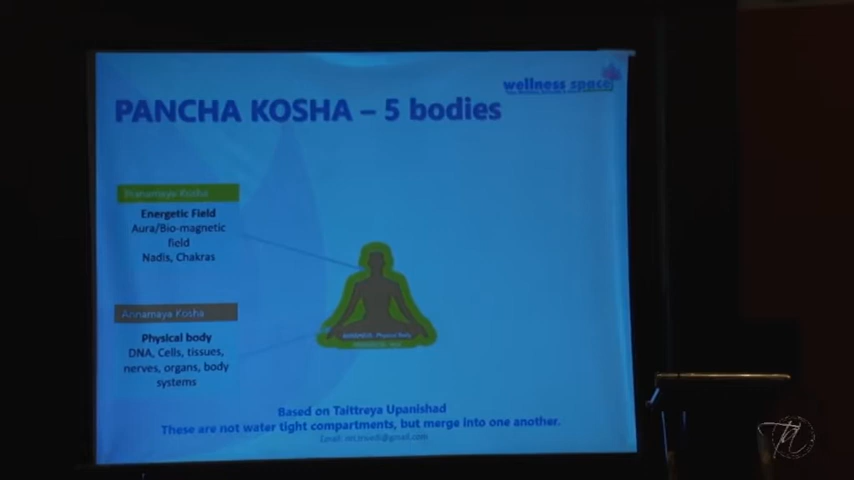 wellness space
PANCHA KOSHA – 5 bodies
Pranamaya Kosha
Energetic Field
Aura/Bio-magnetic
field
Nadis, Chakras
Annamaya Kosha
Physical body
DNA, Cells, tissues,
nerves, organs, body
systems
Based on Taittreya Upanishad
These are not water tight compartments, but merge into one another.